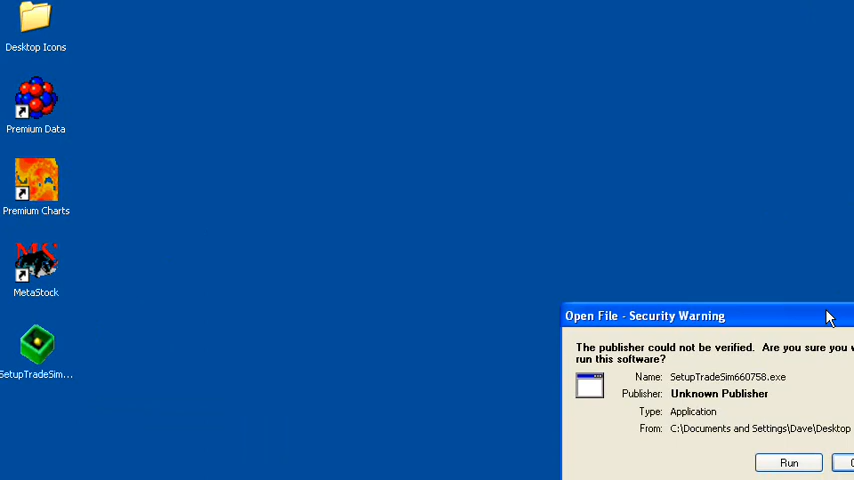 Desktop Icons
Premium Data
Premium Charts
MetaStock
SetupTradeSim...
Open File - Security Warning
The publisher could not be verified. Are you sure you
run this software?
Name: SetupTradeSim660758.exe
Publisher: Unknown Publisher
Type: Application
From: C:\Documents and Settings\Dave\Desktop
Run